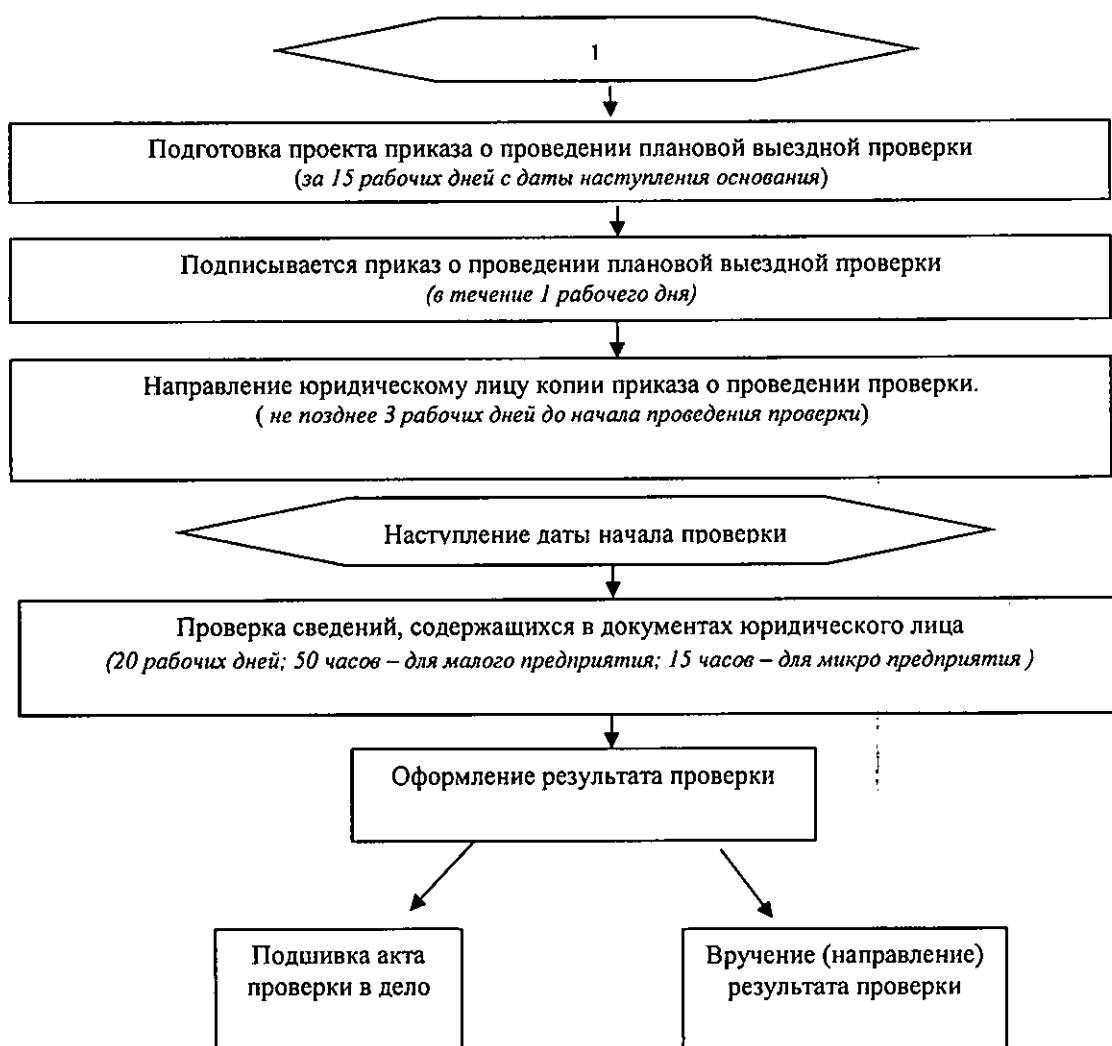 1
Подготовка проекта приказа о проведении плановой выездной проверки
(за 15 рабочих дней с даты наступления основания)
Подписывается приказ о проведении плановой выездной проверки
(в течение 1 рабочего дня)
Направление юридическому лицу копии приказа о проведении проверки.
( не позднее 3 рабочих дней до начала проведения проверки)
Наступление даты начала проверки
Проверка сведений, содержащихся в документах юридического лица
(20 рабочих дней; 50 часов – для малого предприятия; 15 часов – для микро предприятия )
Оформление результата проверки
Подшивка акта
проверки в дело
Вручение (направление)
результата проверки